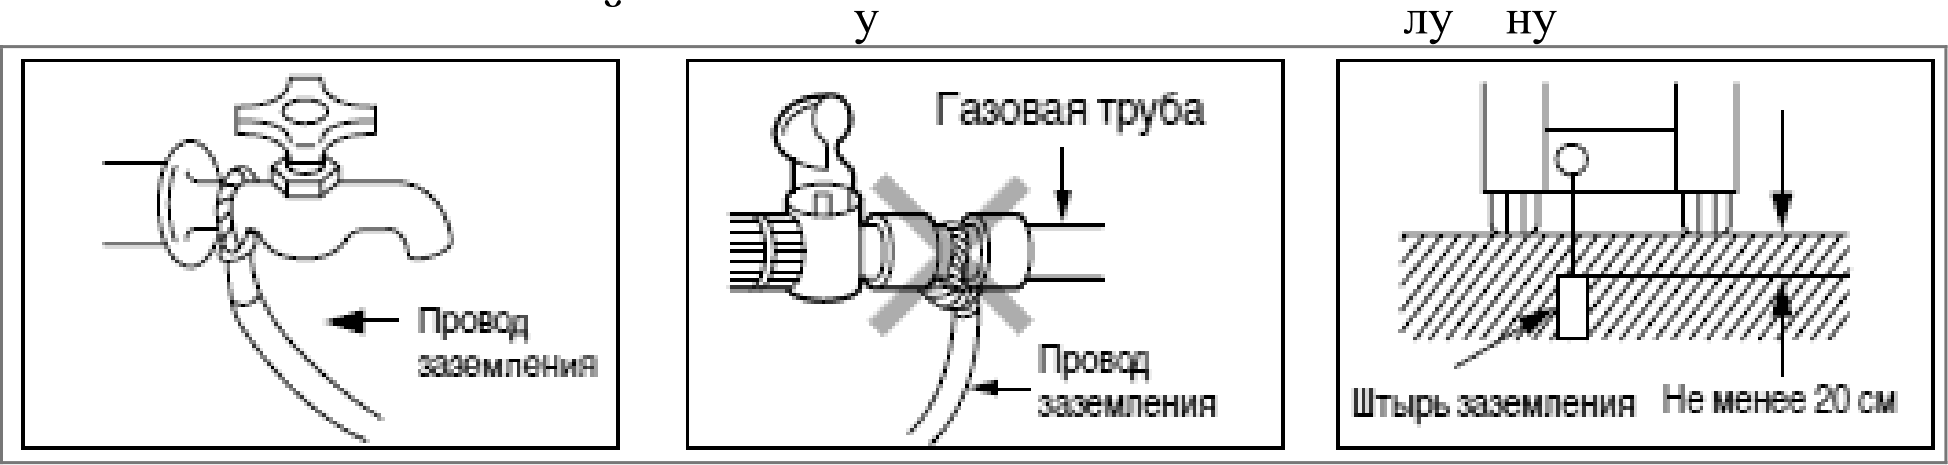 у лу ну
Провод
заземления
Газовая труба
Провод
заземления
Штырь заземления
Не менее 20 см